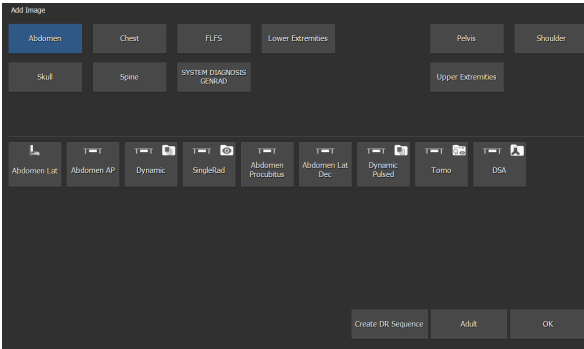 Add Image
Abdomen Chest FLFS Lower Extremities Pelvis Shoulder
Skull Spine SYSTEM DIAGNOSIS
GENRAD Upper Extremities
Abdomen Lat Abdomen AP Dynamic SingleRad Abdomen
Procubitus Abdomen Lat
Dec Dynamic
Pulsed Tomo DSA
Create DR Sequence Adult OK